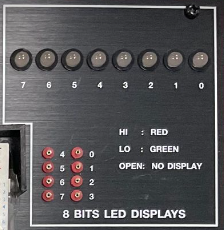 7 6 5 4 3 2 1 0
HI : RED
LO : GREEN
OPEN: NO DISPLAY
4 0
5 1
6 2
7 3
8 BITS LED DISPLAYS